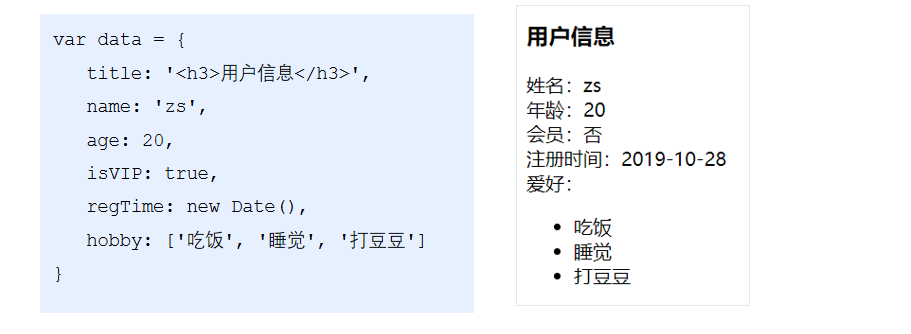 var data = {
title: '<h3>用户信息</h3>',
name: 'zs',
age: 20,
isVIP: true,
regTime: new Date(),
hobby: ['吃饭', '睡觉', '打豆豆']
}
用户信息
姓名：zs
年龄：20
会员：否
注册时间：2019-10-28
爱好：
• 吃饭
• 睡觉
• 打豆豆